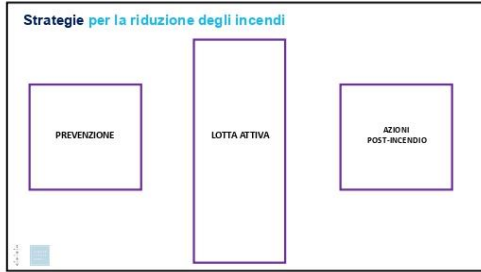 Strategie per la riduzione degli incendi
PREVENZIONE
LOTTA ATTIVA
AZIONI
POST-INCENDIO